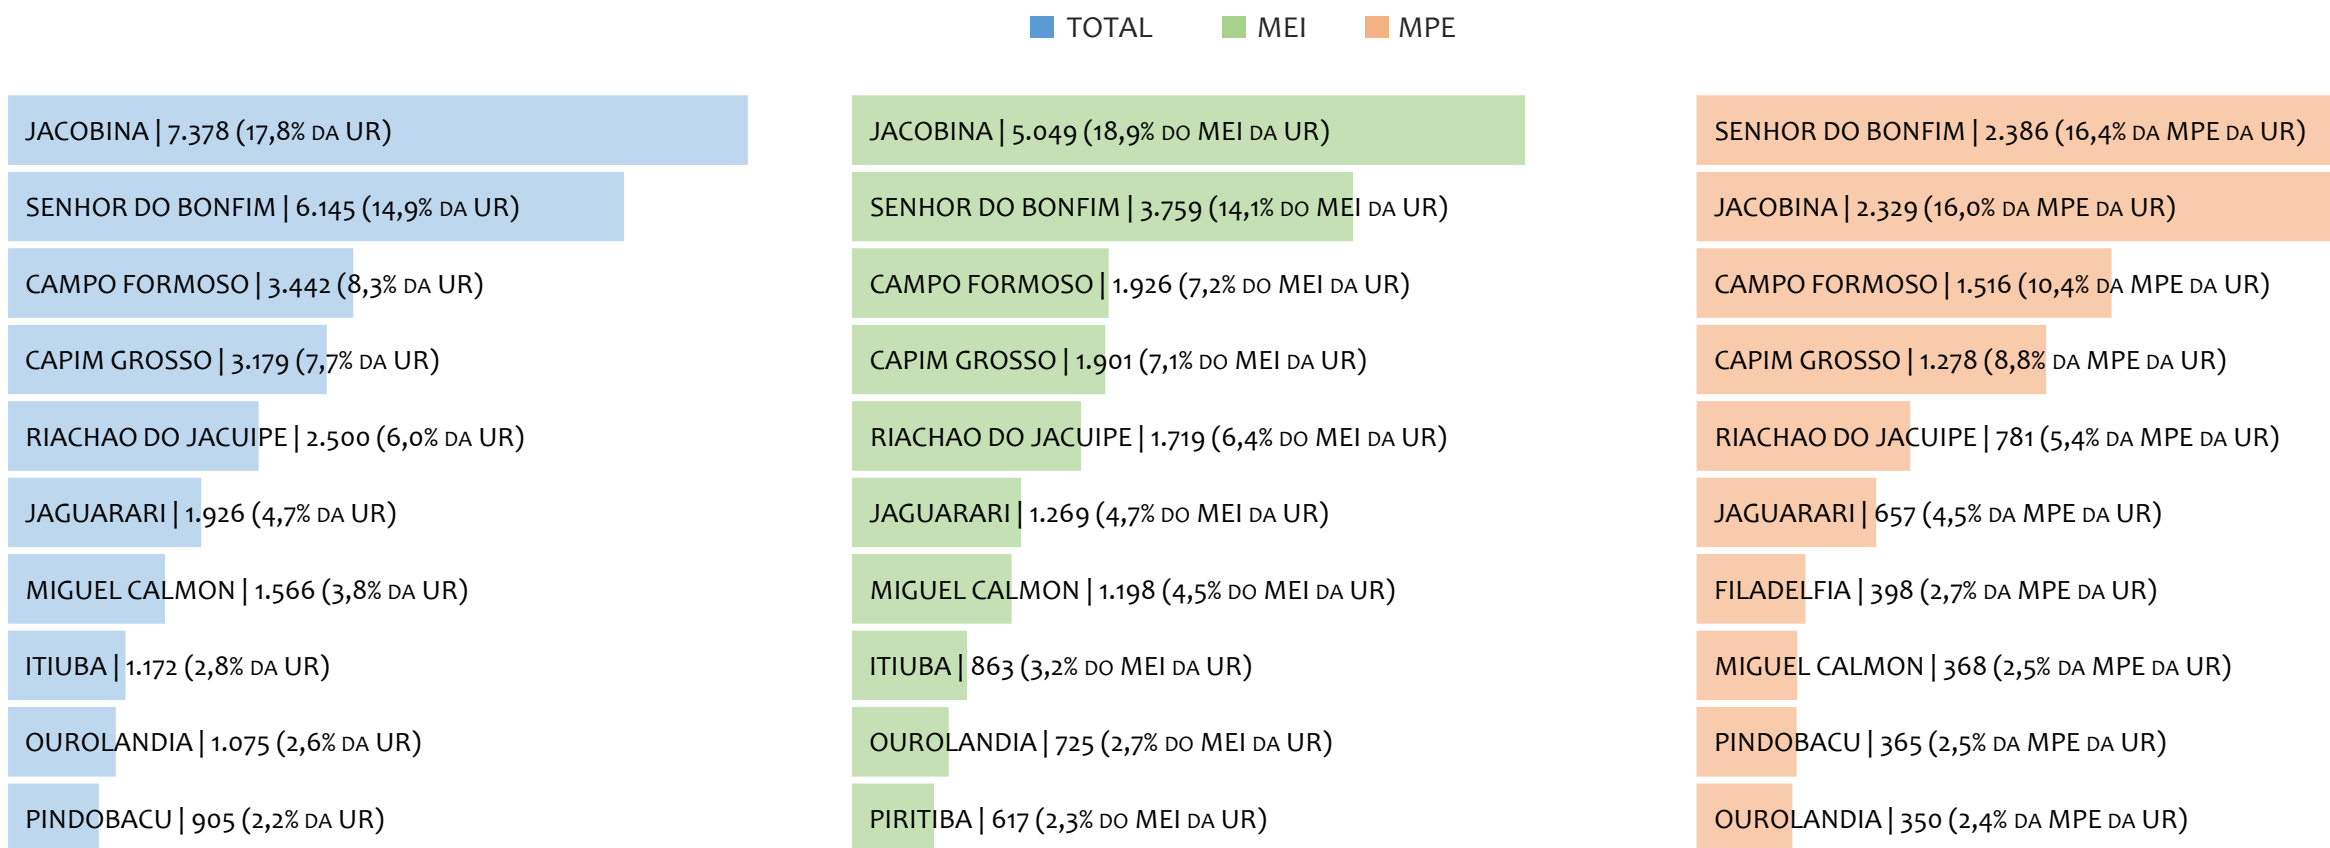 TOTAL MEI MPE
JACOBINA | 7.378 (17,8% DA UR)
SENHOR DO BONFIM | 6.145 (14,9% DA UR)
CAMPO FORMOSO | 3.442 (8,3% DA UR)
CAPIM GROSSO | 3.179 (7,7% DA UR)
RIACHAO DO JACUIPE | 2.500 (6,0% DA UR)
JAGUARARI | 1.926 (4,7% DA UR)
MIGUEL CALMON | 1.566 (3,8% DA UR)
ITIUBA | 1.172 (2,8% DA UR)
OUROLANDIA | 1.075 (2,6% DA UR)
PINDOBACU | 905 (2,2% DA UR)
JACOBINA | 5.049 (18,9% DO MEI DA UR)
SENHOR DO BONFIM | 3.759 (14,1% DO MEI DA UR)
CAMPO FORMOSO | 1.926 (7,2% DO MEI DA UR)
CAPIM GROSSO | 1.901 (7,1% DO MEI DA UR)
RIACHAO DO JACUIPE | 1.719 (6,4% DO MEI DA UR)
JAGUARARI | 1.269 (4,7% DO MEI DA UR)
MIGUEL CALMON | 1.198 (4,5% DO MEI DA UR)
ITIUBA | 863 (3,2% DO MEI DA UR)
OUROLANDIA | 725 (2,7% DO MEI DA UR)
PIRITIBA | 617 (2,3% DO MEI DA UR)
SENHOR DO BONFIM | 2.386 (16,4% DA MPE DA UR)
JACOBINA | 2.329 (16,0% DA MPE DA UR)
CAMPO FORMOSO | 1.516 (10,4% DA MPE DA UR)
CAPIM GROSSO | 1.278 (8,8% DA MPE DA UR)
RIACHAO DO JACUIPE | 781 (5,4% DA MPE DA UR)
JAGUARARI | 657 (4,5% DA MPE DA UR)
FILADELFIA | 398 (2,7% DA MPE DA UR)
MIGUEL CALMON | 368 (2,5% DA MPE DA UR)
PINDOBACU | 365 (2,5% DA MPE DA UR)
OUROLANDIA | 350 (2,4% DA MPE DA UR)